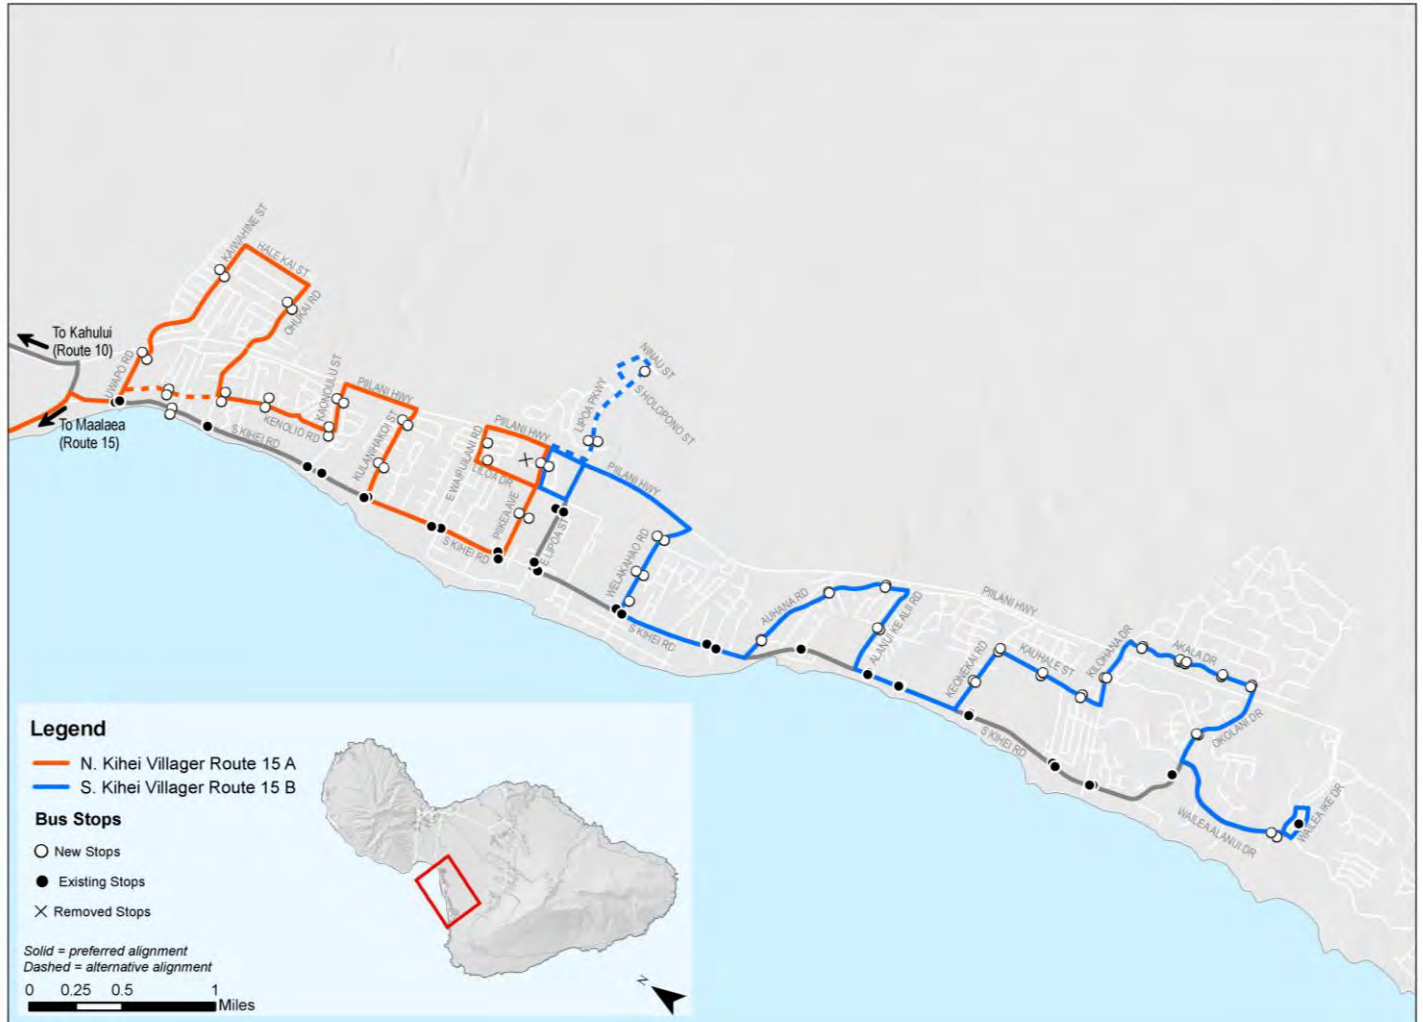 KAIWAHINE ST
HALE KAI ST
OHUKAI RD
To Kahului
(Route 10)
UWAPO RD
To Maalaea
(Route 15)
S KIHEI RD
KENOLIO RD
KAONOULU ST
PIILANI HWY
KULANIHAKOI ST
E WAIPUILANI RD
PIILANI HWY
LILOA DR
PIIKEA AVE
S KIHEI RD
E LIPOA ST
LIPOA PKWY
NINAU ST
S HOLOPONO ST
PIILANI HWY
WELAKAHAO RD
S KIHEI RD
AUHANA RD
ALANUI KE ALII RD
PIILANI HWY
KEONEKAI RD
KAUHALE ST
KILOHANA DR
AKALA DR
OKOLANI DR
S KIHEI RD
WAILEA ALANUI DR
WAILEA IKE DR
Legend
N. Kihei Villager Route 15 A
S. Kihei Villager Route 15 B
Bus Stops
New Stops
Existing Stops
Removed Stops
Solid = preferred alignment
Dashed = alternative alignment
0 0.25 0.5 1
Miles
N